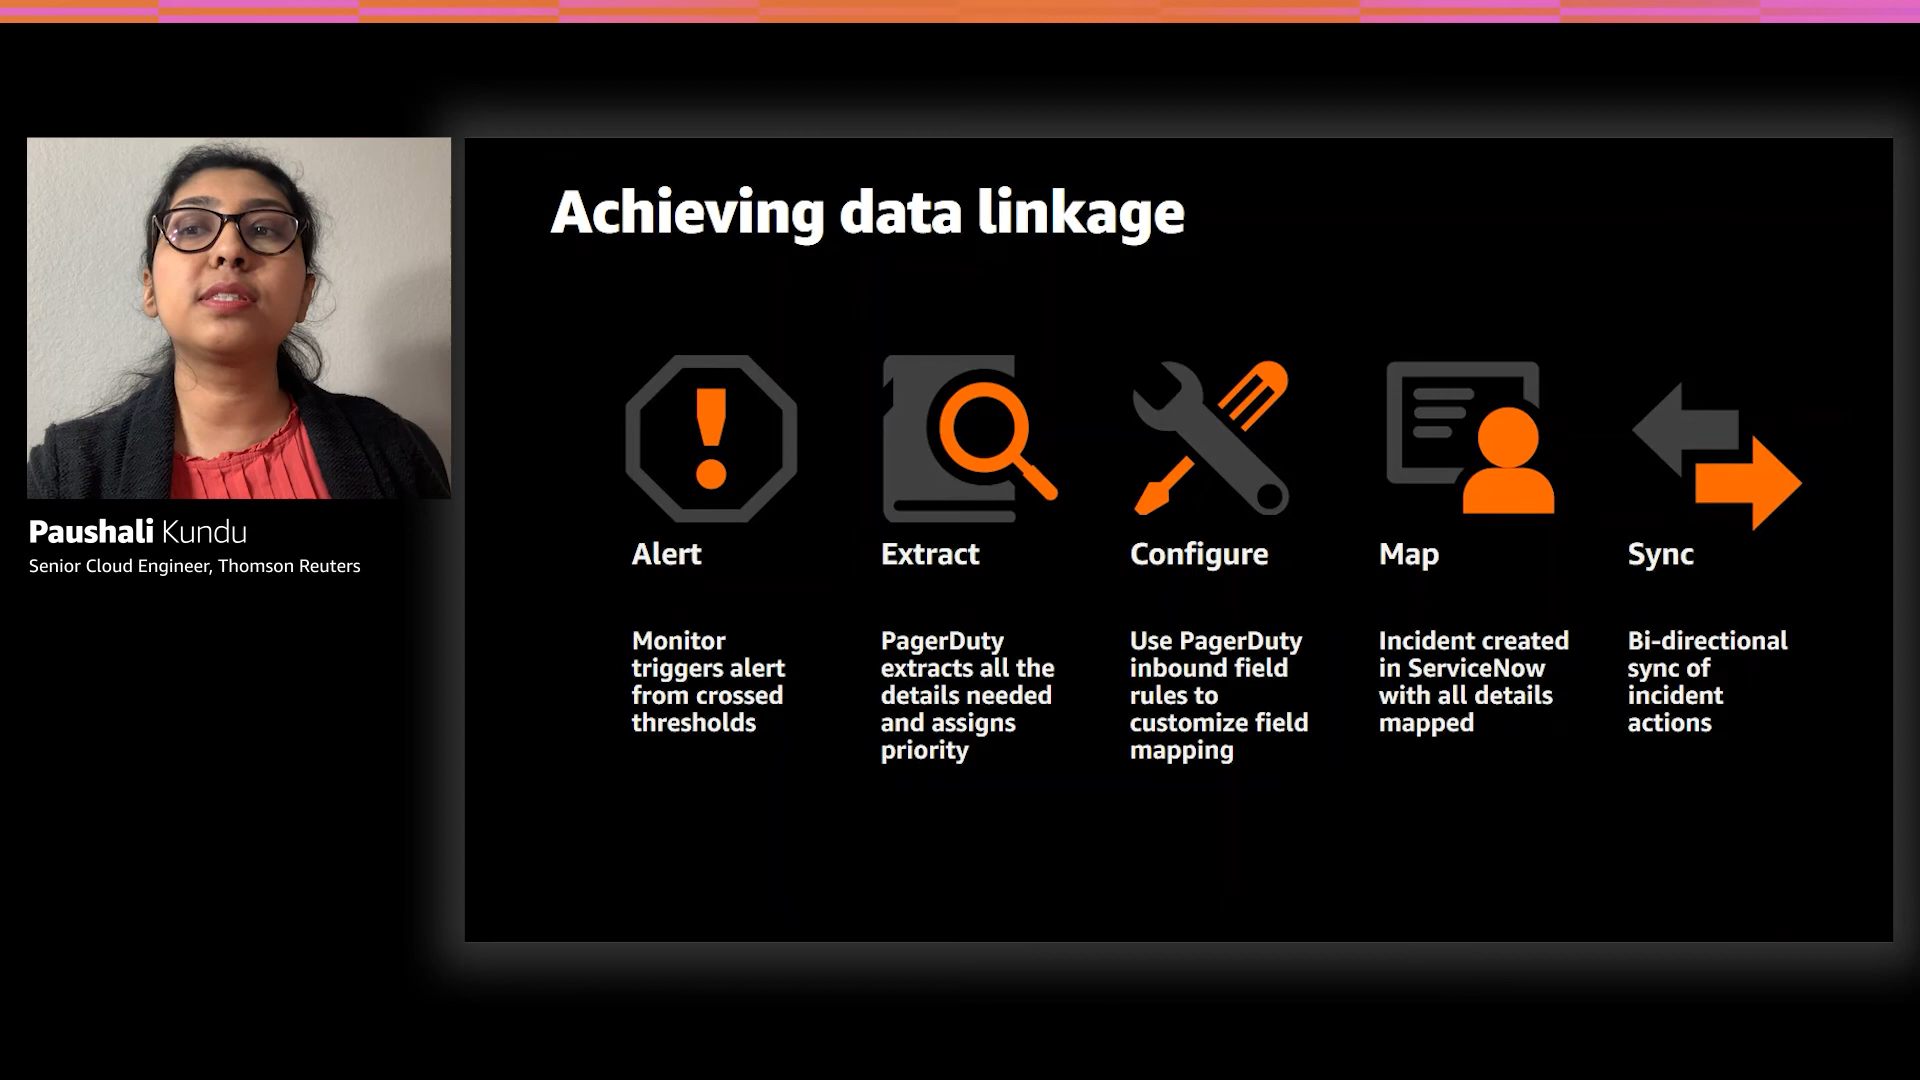 Achieving data linkage
Paushali Kundu
Senior Cloud Engineer, Thomson Reuters
Alert
Monitor
triggers alert
from crossed
thresholds
Extract
PagerDuty
extracts all the
details needed
and assigns
priority
Configure
Use PagerDuty
inbound field
rules to
customize field
mapping
Map
Incident created
in ServiceNow
with all details
mapped
Sync
Bi-directional
sync of
incident
actions